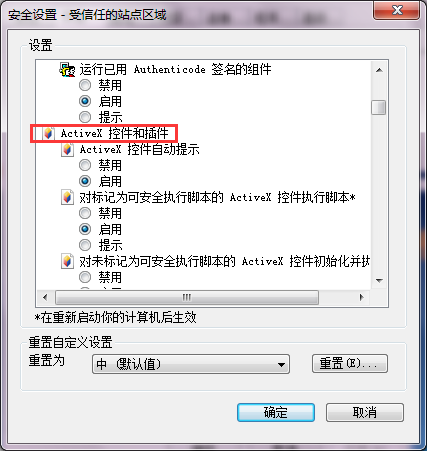 安全设置 - 受信任的站点区域
设置
运行已用 Authenticode 签名的组件
禁用
启用
提示
ActiveX 控件和插件
ActiveX 控件自动提示
禁用
启用
对标记为可安全执行脚本的 ActiveX 控件执行脚本*
禁用
启用
提示
对未标记为可安全执行脚本的 ActiveX 控件初始化并执
禁用
*在重新启动你的计算机后生效
重置自定义设置
重置为
中 (默认值)
重置(E)...
确定
取消